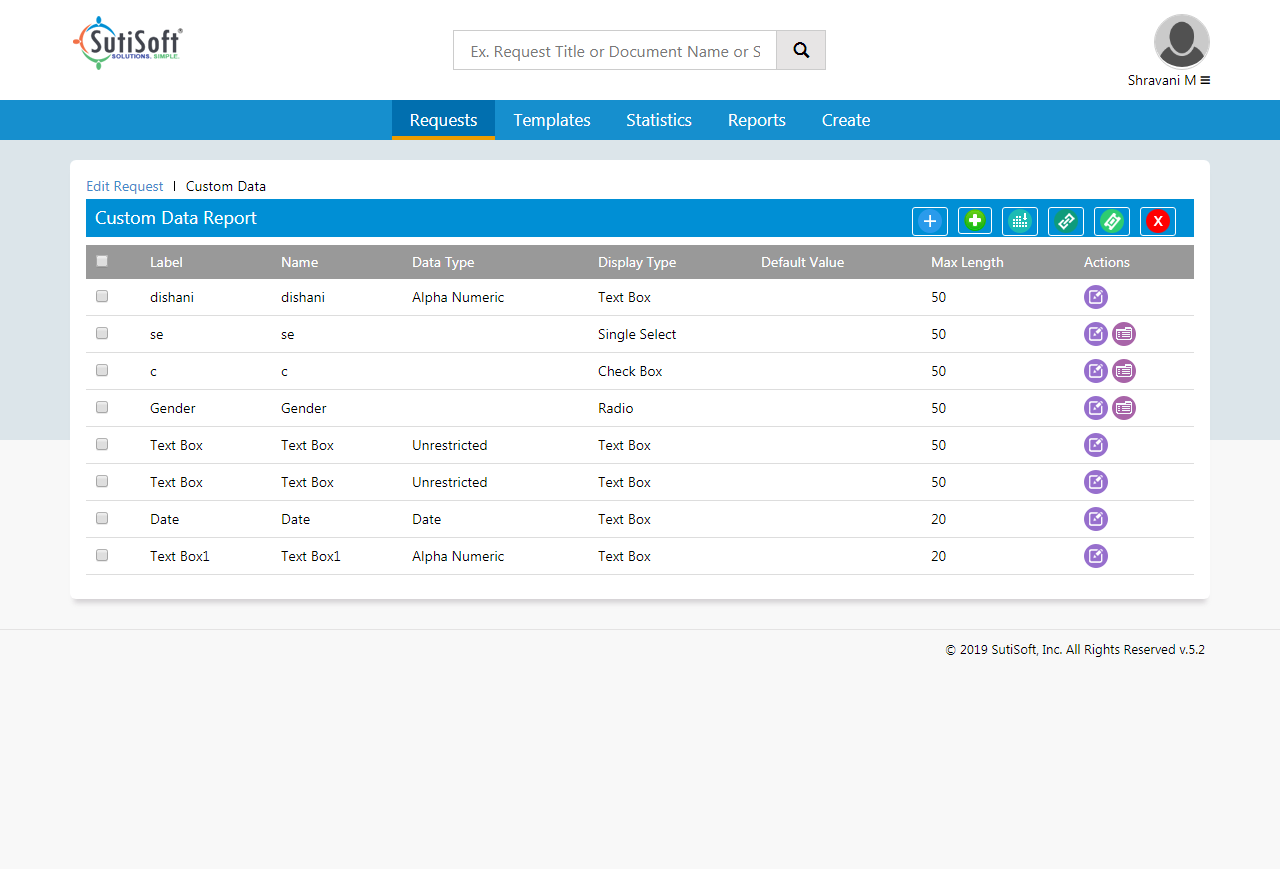 SutiSoft®
SOLUTIONS. SIMPLE.
Ex. Request Title or Document Name or S
Shravani M
Requests Templates Statistics Reports Create
Edit Request | Custom Data
Custom Data Report X
Label Name Data Type Display Type Default Value Max Length Actions
dishani dishani Alpha Numeric Text Box 50
se se Single Select 50
c c Check Box 50
Gender Gender Radio 50
Text Box Text Box Unrestricted Text Box 50
Text Box Text Box Unrestricted Text Box 50
Date Date Date Text Box 20
Text Box1 Text Box1 Alpha Numeric Text Box 20
© 2019 SutiSoft, Inc. All Rights Reserved v.5.2